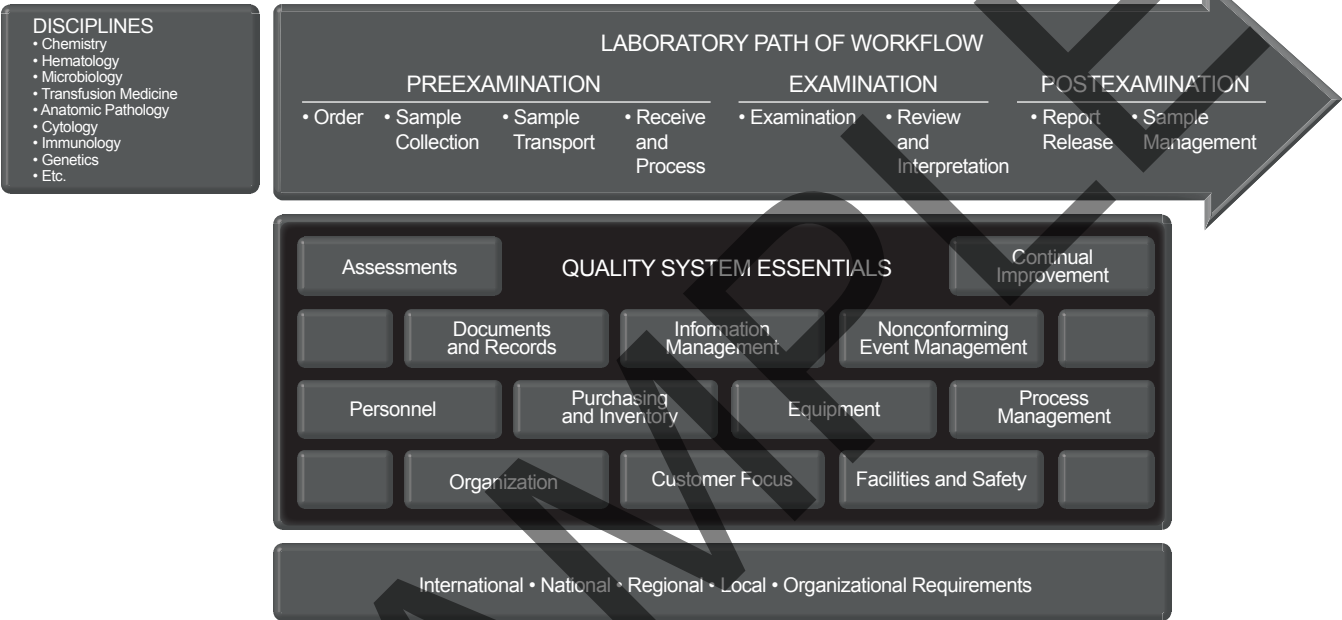 DISCIPLINES
• Chemistry
• Hematology
• Microbiology
• Transfusion Medicine
• Anatomic Pathology
• Cytology
• Immunology
• Genetics
• Etc.
LABORATORY PATH OF WORKFLOW
PREEXAMINATION
• Order
• Sample
Collection
• Sample
Transport
• Receive
and
Process
EXAMINATION
• Examination
• Review
and
Interpretation
POSTEXAMINATION
• Report
Release
• Sample
Management
QUALITY SYSTEM ESSENTIALS
Assessments
Continual
Improvement
Documents
and Records
Information
Management
Nonconforming
Event Management
Personnel
Purchasing
and Inventory
Equipment
Process
Management
Organization
Customer Focus
Facilities and Safety
International • National • Regional • Local • Organizational Requirements
AMPLE